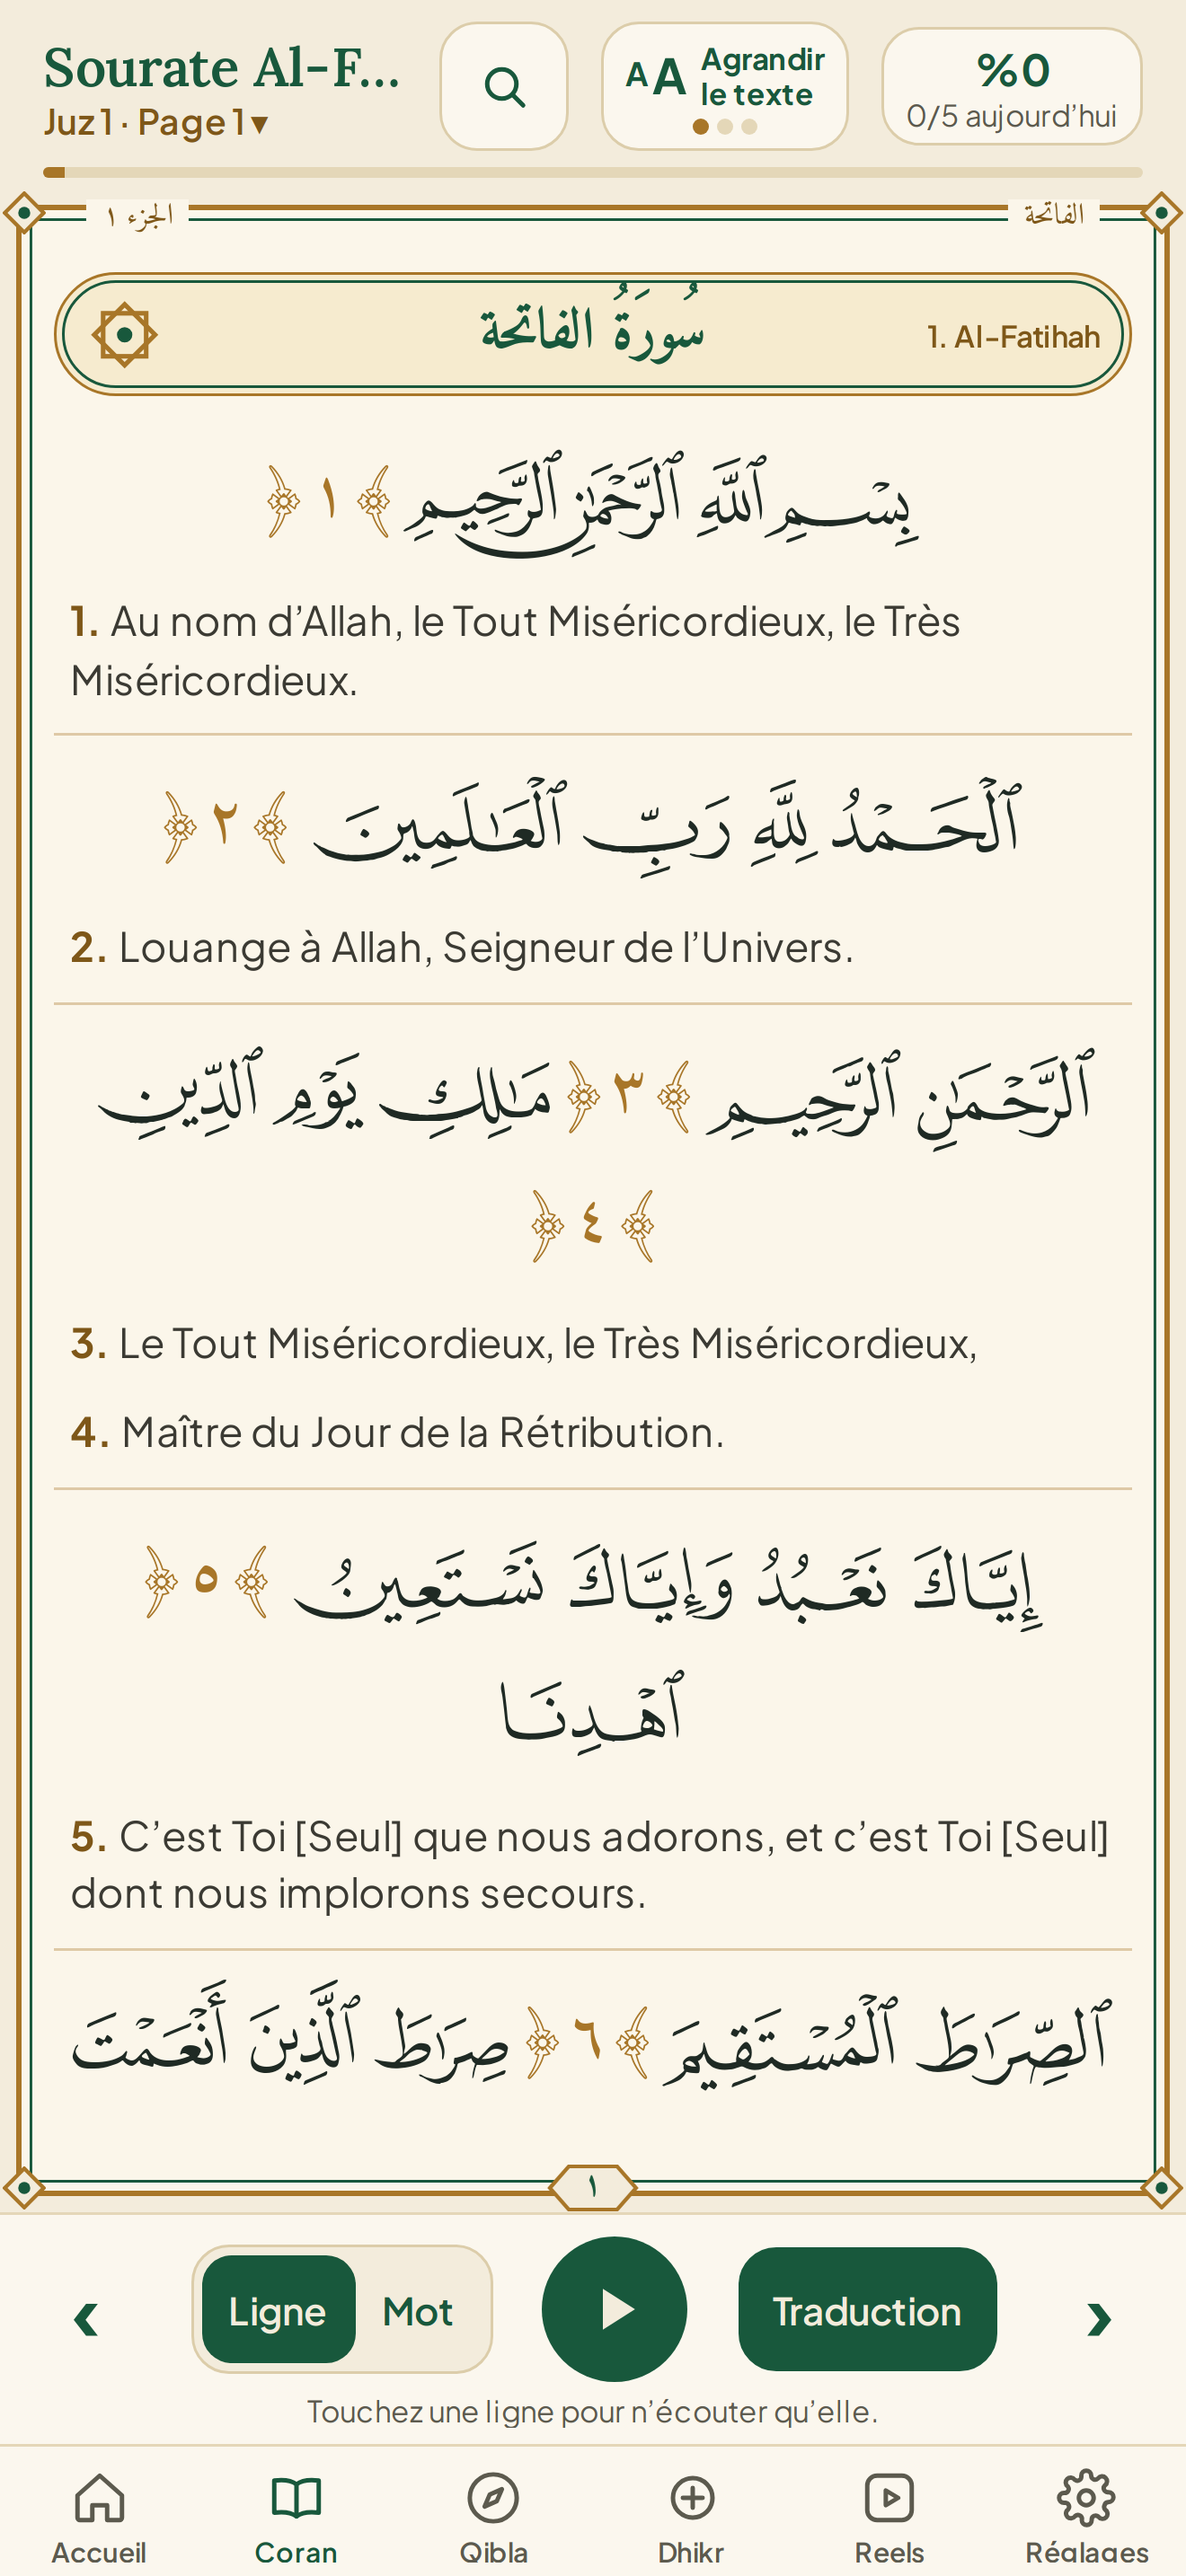 Sourate Al-F...
Juz 1 · Page 1 ▾
AA Agrandir
le texte
%0
0/5 aujourd’hui
الجزء ١
الفاتحة
سُورَةُ الفاتحة
1. Al-Fatihah
بِسْمِ ٱللَّهِ ٱلرَّحْمَٰنِ ٱلرَّحِيمِ ﴿١﴾
1. Au nom d’Allah, le Tout Miséricordieux, le Très
Miséricordieux.
ٱلْحَمْدُ لِلَّهِ رَبِّ ٱلْعَٰلَمِينَ ﴿٢﴾
2. Louange à Allah, Seigneur de l’Univers.
ٱلرَّحْمَٰنِ ٱلرَّحِيمِ ﴿٣﴾ مَٰلِكِ يَوْمِ ٱلدِّينِ
﴿٤﴾
3. Le Tout Miséricordieux, le Très Miséricordieux,
4. Maître du Jour de la Rétribution.
إِيَّاكَ نَعْبُدُ وَإِيَّاكَ نَسْتَعِينُ ﴿٥﴾
ٱهْدِنَا
5. C’est Toi [Seul] que nous adorons, et c’est Toi [Seul]
dont nous implorons secours.
ٱلصِّرَٰطَ ٱلْمُسْتَقِيمَ ﴿٦﴾ صِرَٰطَ ٱلَّذِينَ أَنْعَمْتَ
١
‹ Ligne Mot Traduction ›
Touchez une ligne pour n’écouter qu’elle.
Accueil Coran Qibla Dhikr Reels Réglages